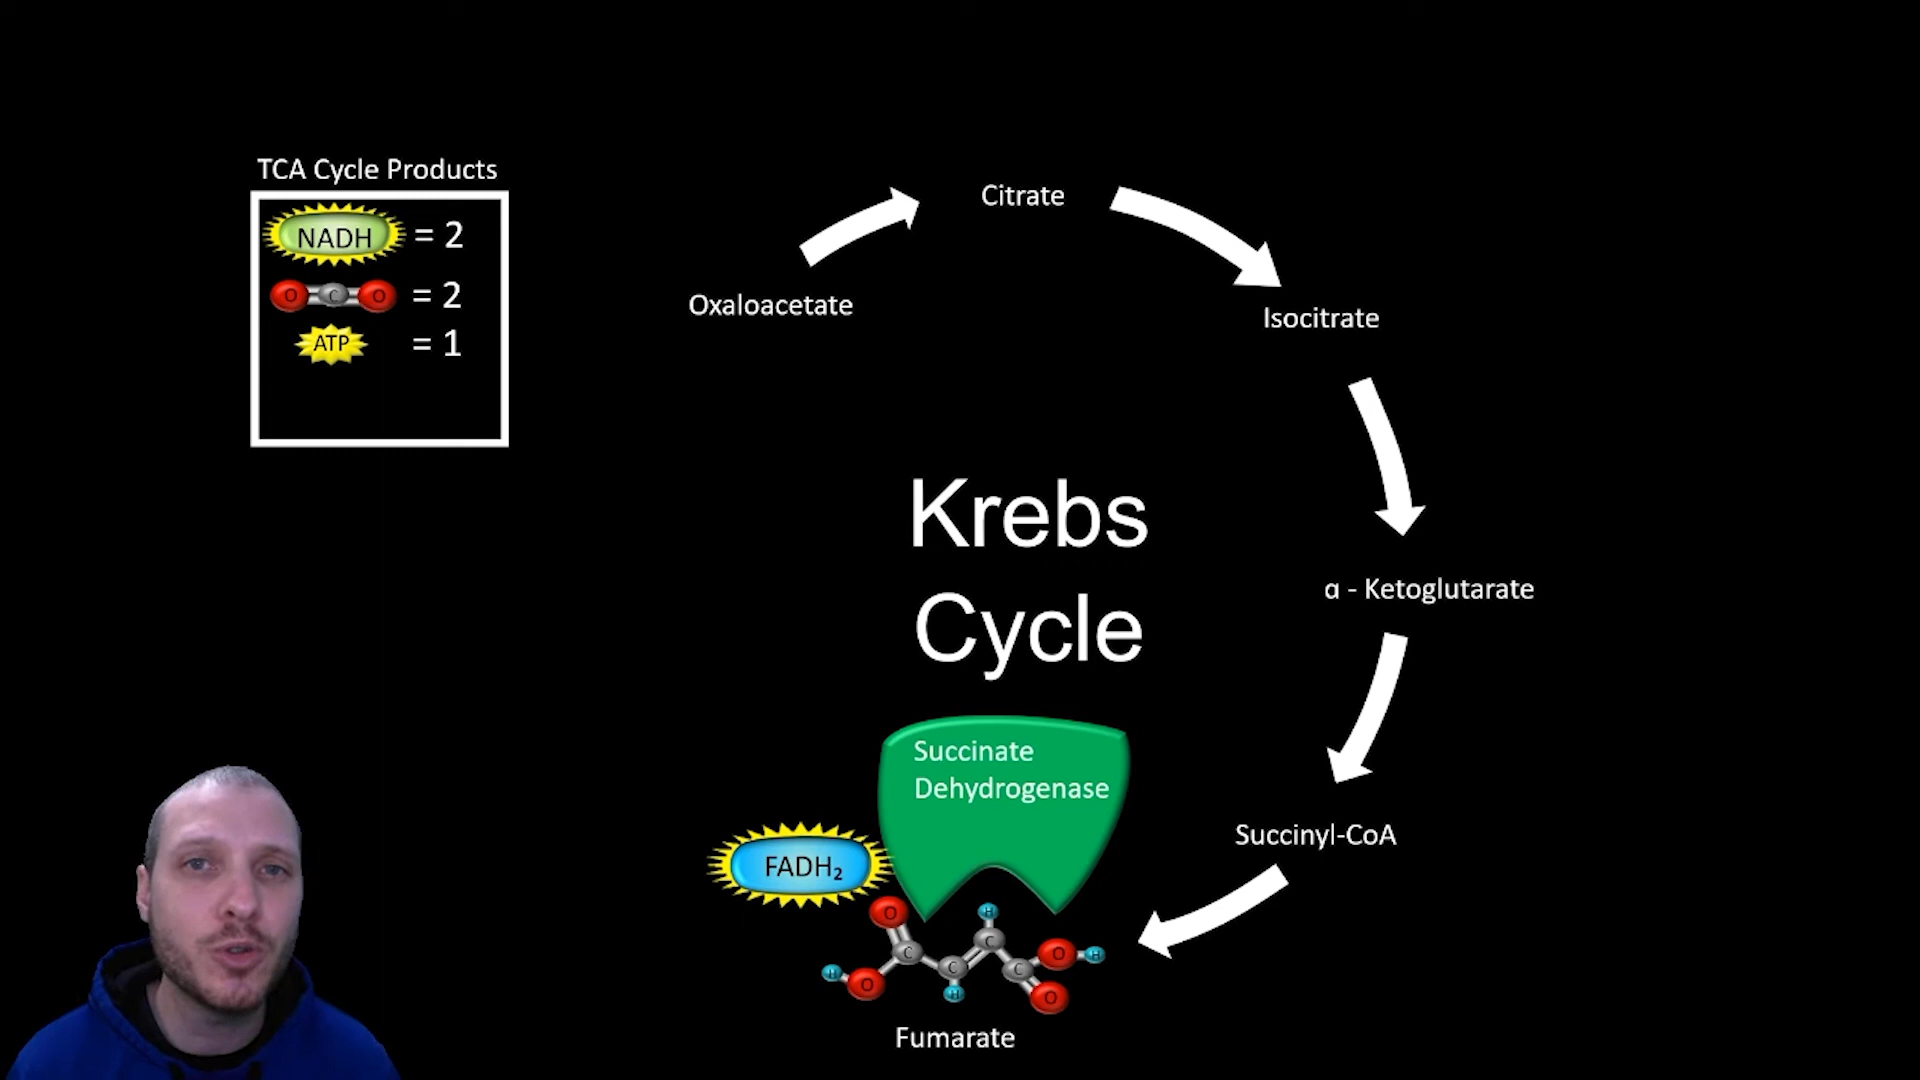 TCA Cycle Products
NADH = 2
O C O = 2
ATP = 1
Citrate
Oxaloacetate
Isocitrate
Krebs
Cycle
α - Ketoglutarate
Succinate
Dehydrogenase
Succinyl-CoA
FADH₂
O H
C C O H
H O C C
H O
Fumarate